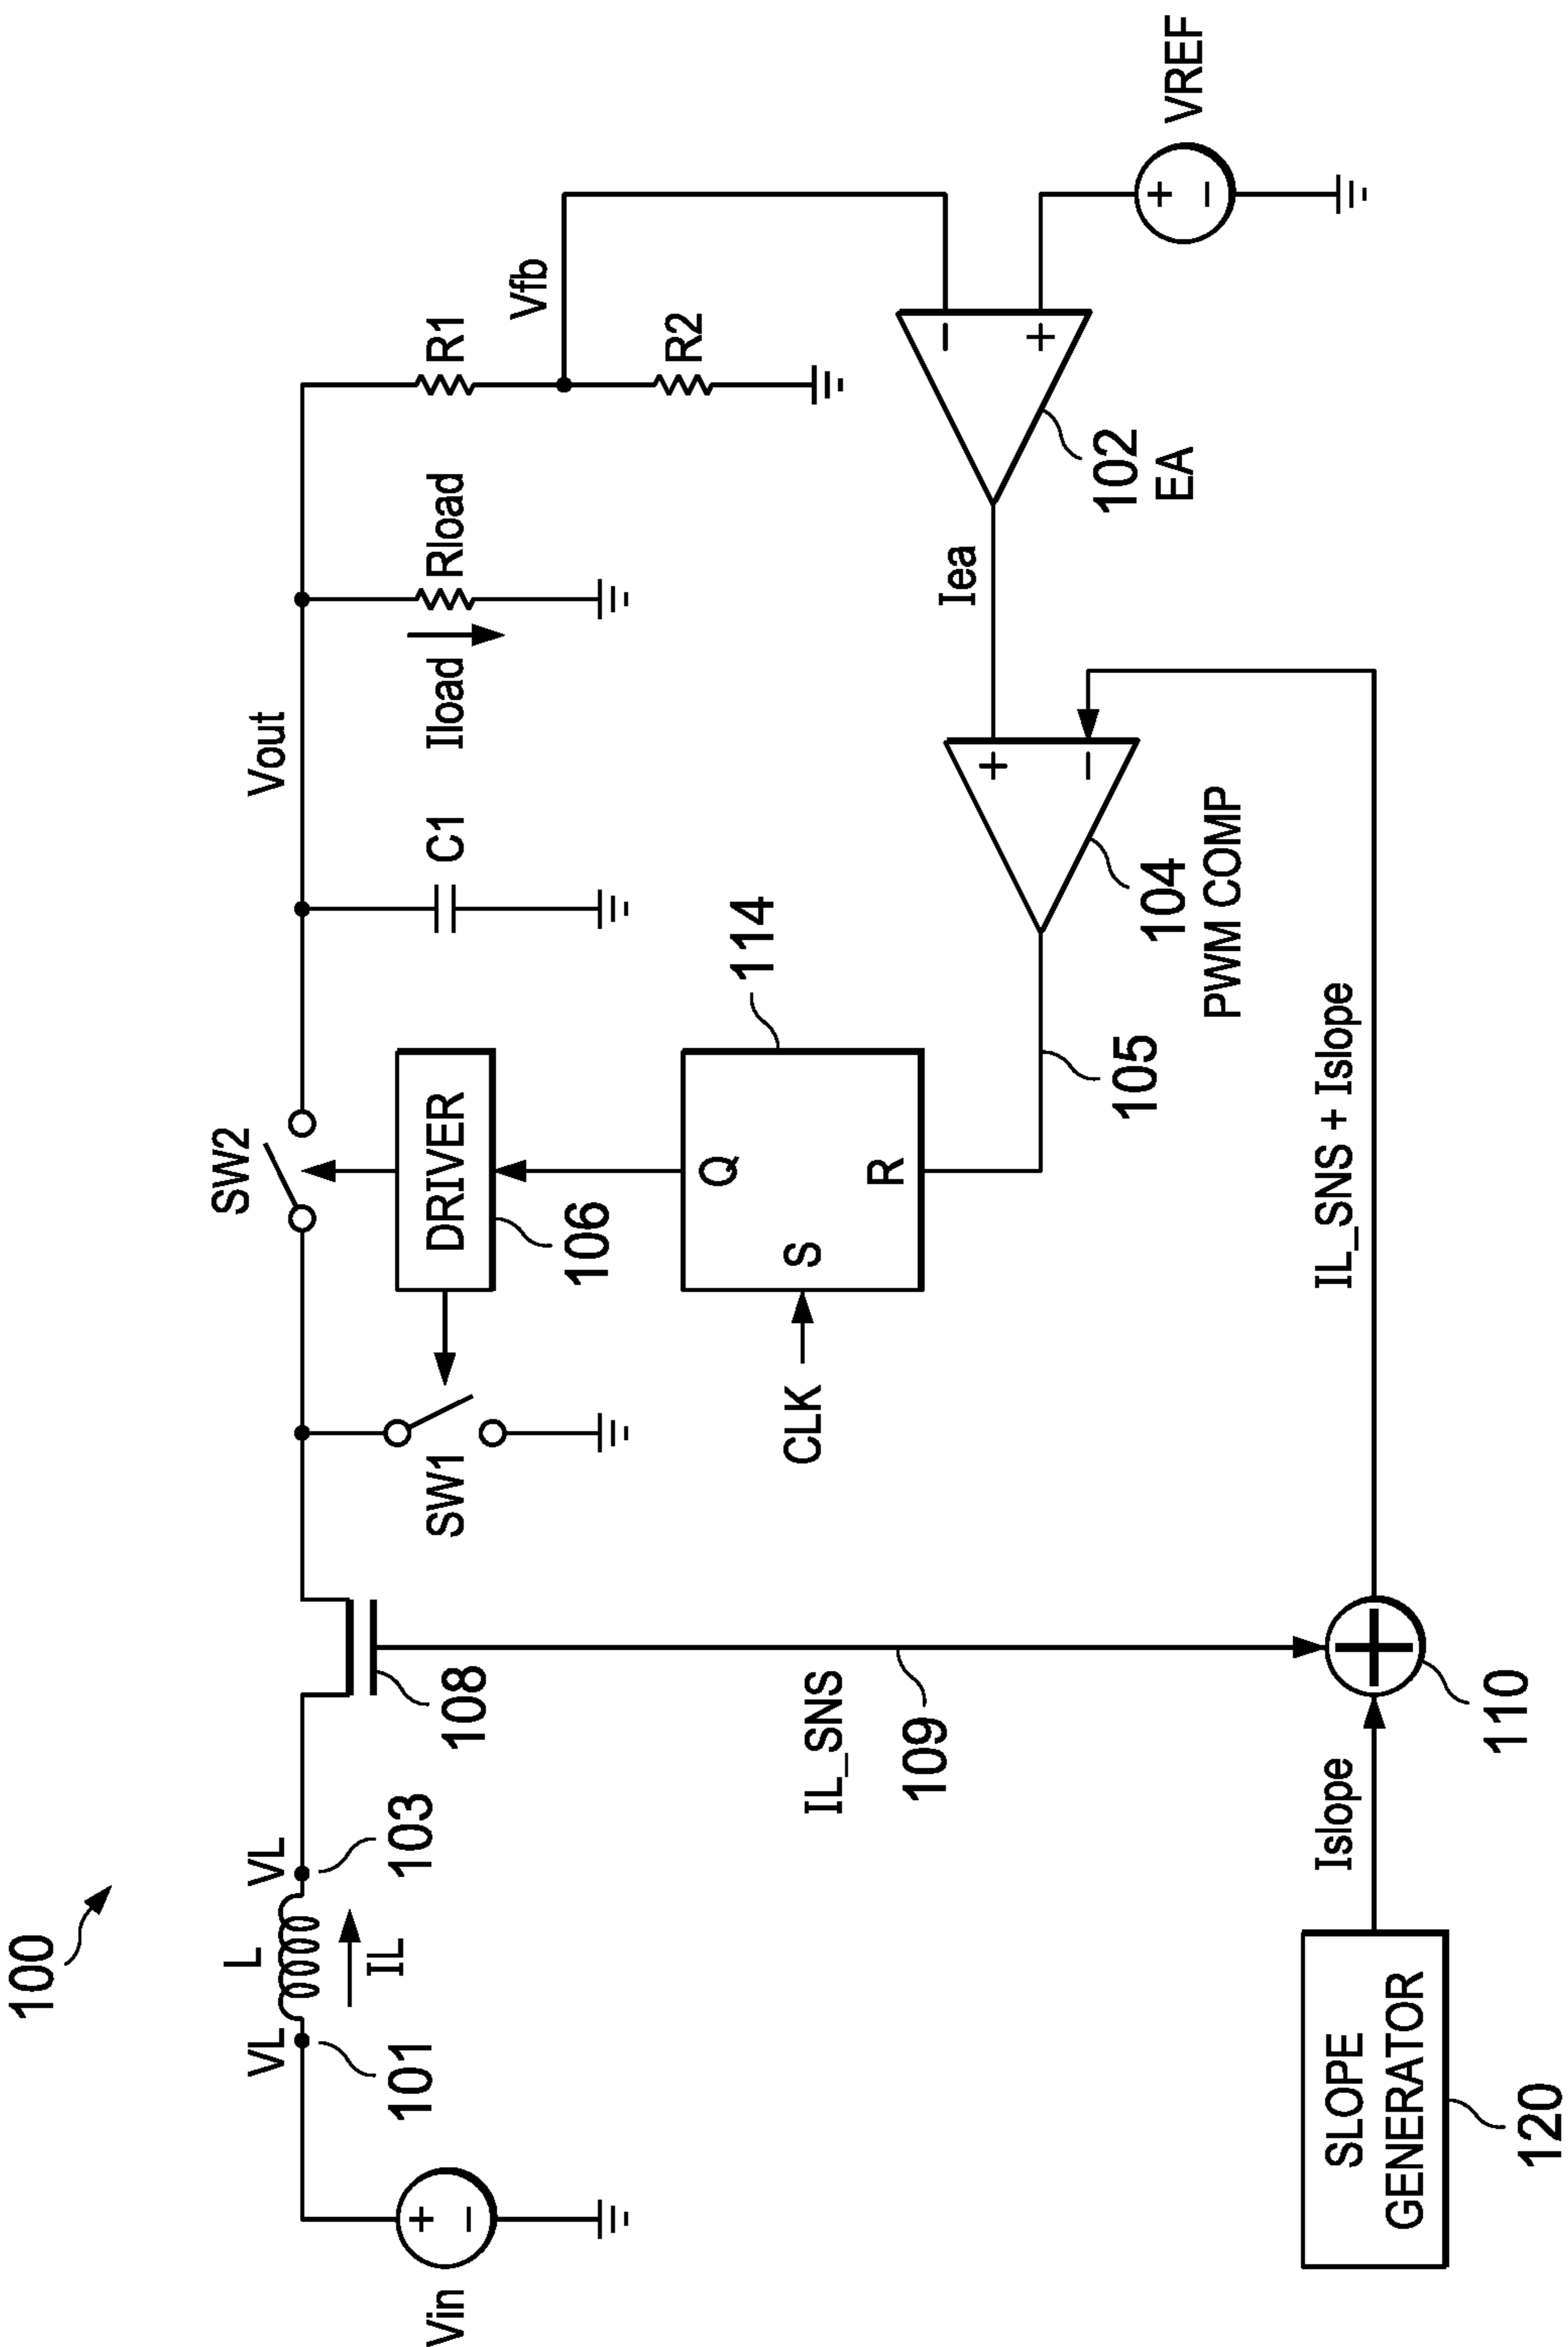 100
Vin
VL
101
L
IL
VL
103
108
SW1
SW2
DRIVER
106
Vout
C1
Iload
Rload
R1
Vfb
R2
IL_SNS
109
CLK
S
Q
R
114
105
104
PWM COMP
+
−
Iea
102
EA
−
+
VREF
+
−
+
−
SLOPE
GENERATOR
120
Islope
110
IL_SNS + Islope